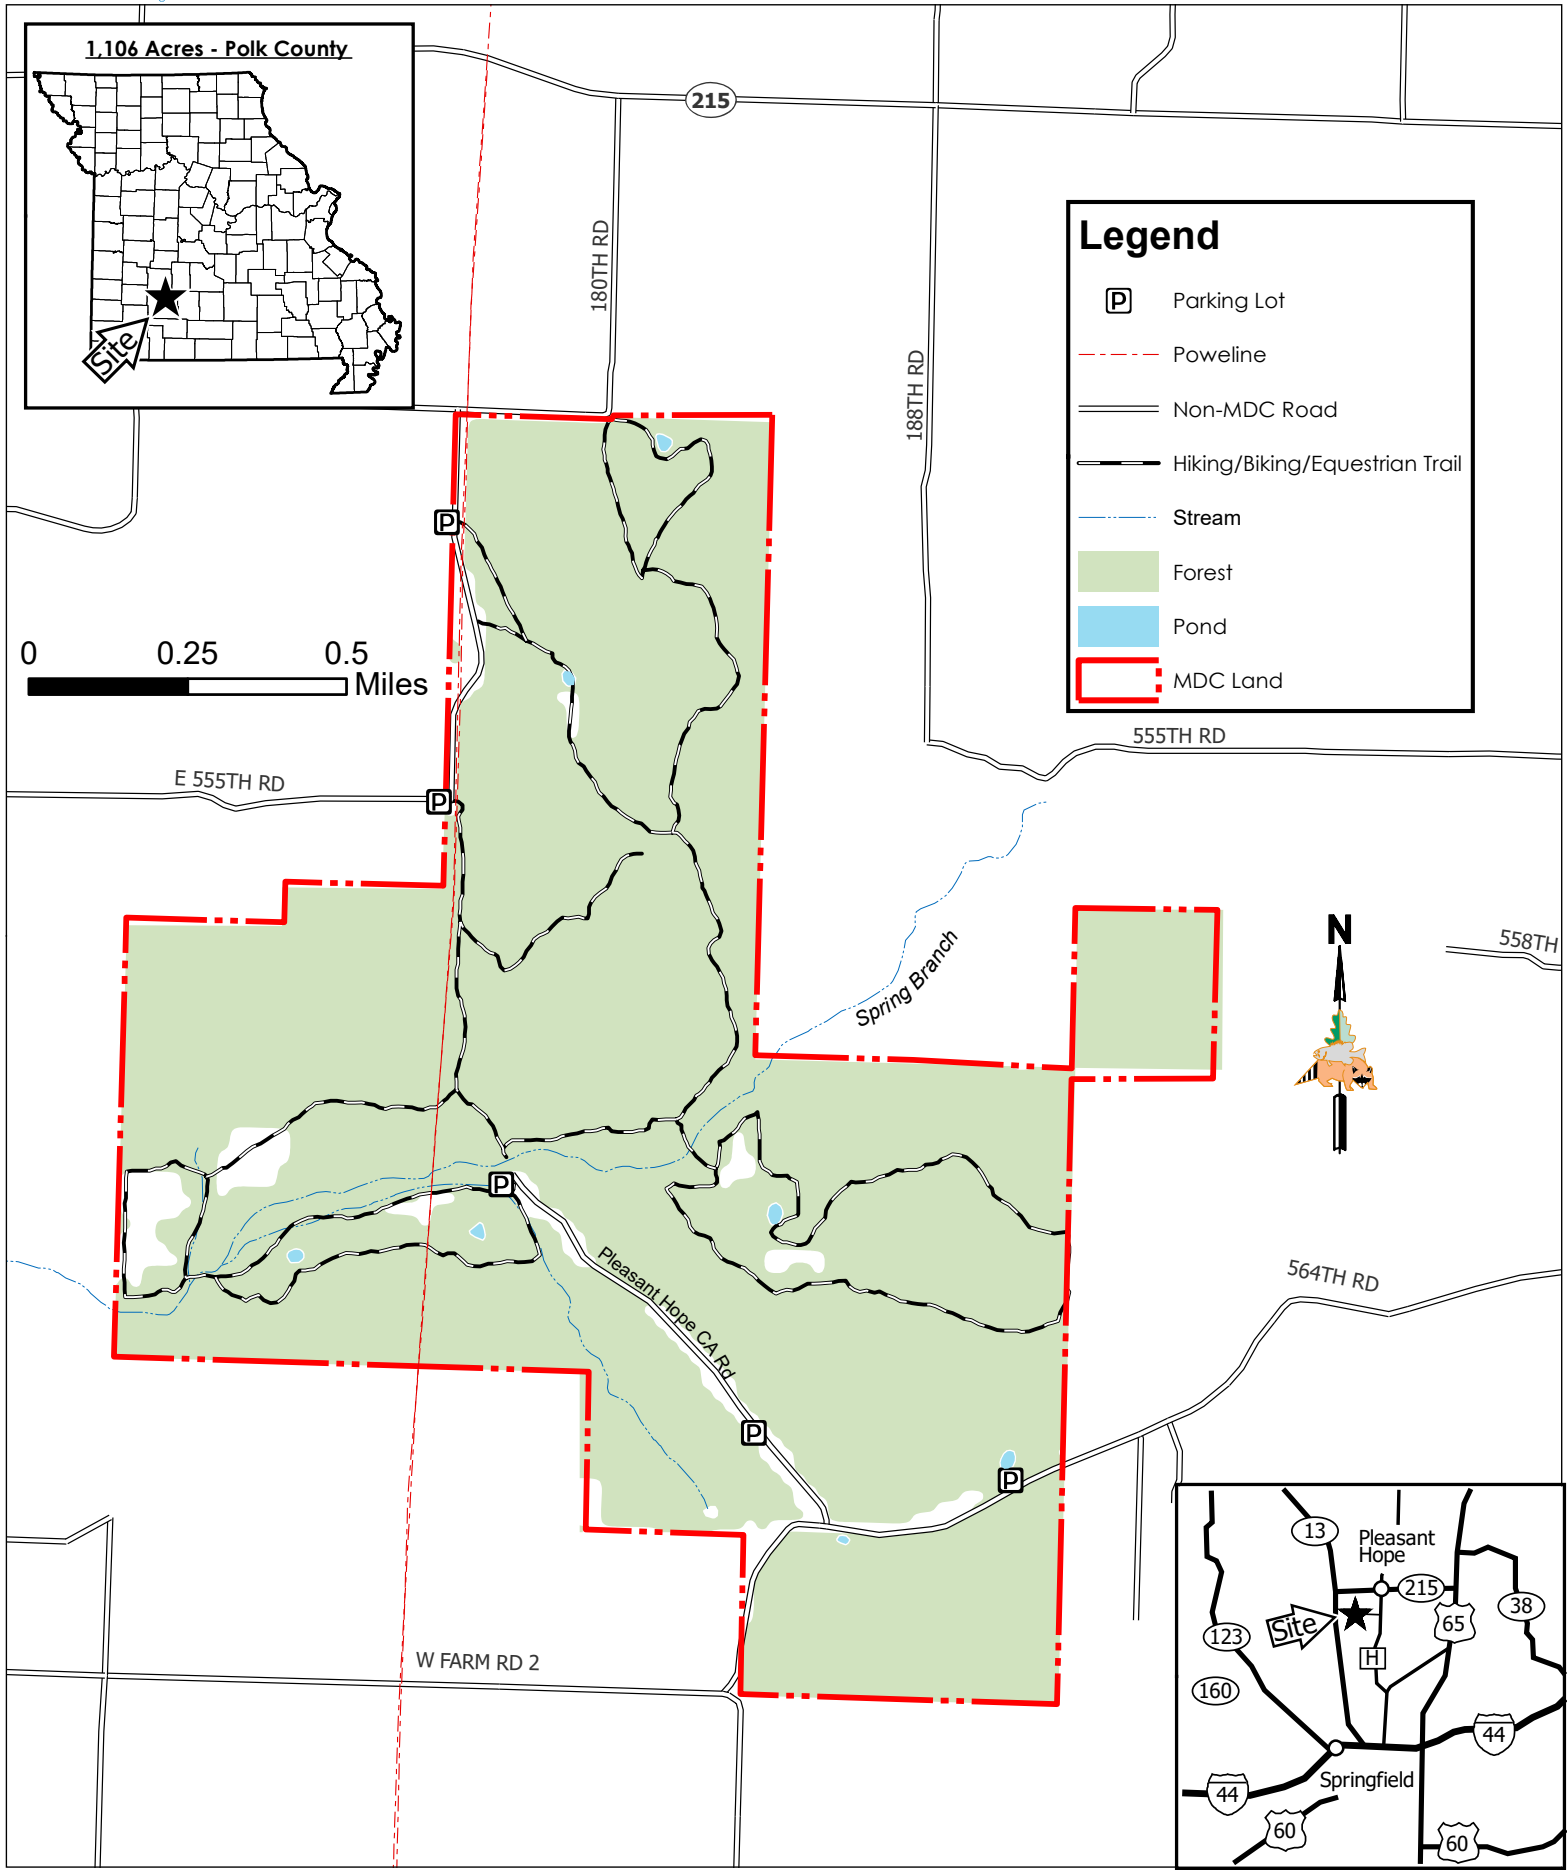 1,106 Acres - Polk County
Site
215
180TH RD
188TH RD
Legend
P Parking Lot
Poweline
Non-MDC Road
Hiking/Biking/Equestrian Trail
Stream
Forest
Pond
MDC Land
P
0 0.25 0.5
Miles
555TH RD
E 555TH RD
P
N
558TH
Spring Branch
P
Pleasant Hope CA Rd
564TH RD
P
P
W FARM RD 2
13
Pleasant
Hope
215
38
Site
65
123
H
160
44
Springfield
44
60
60